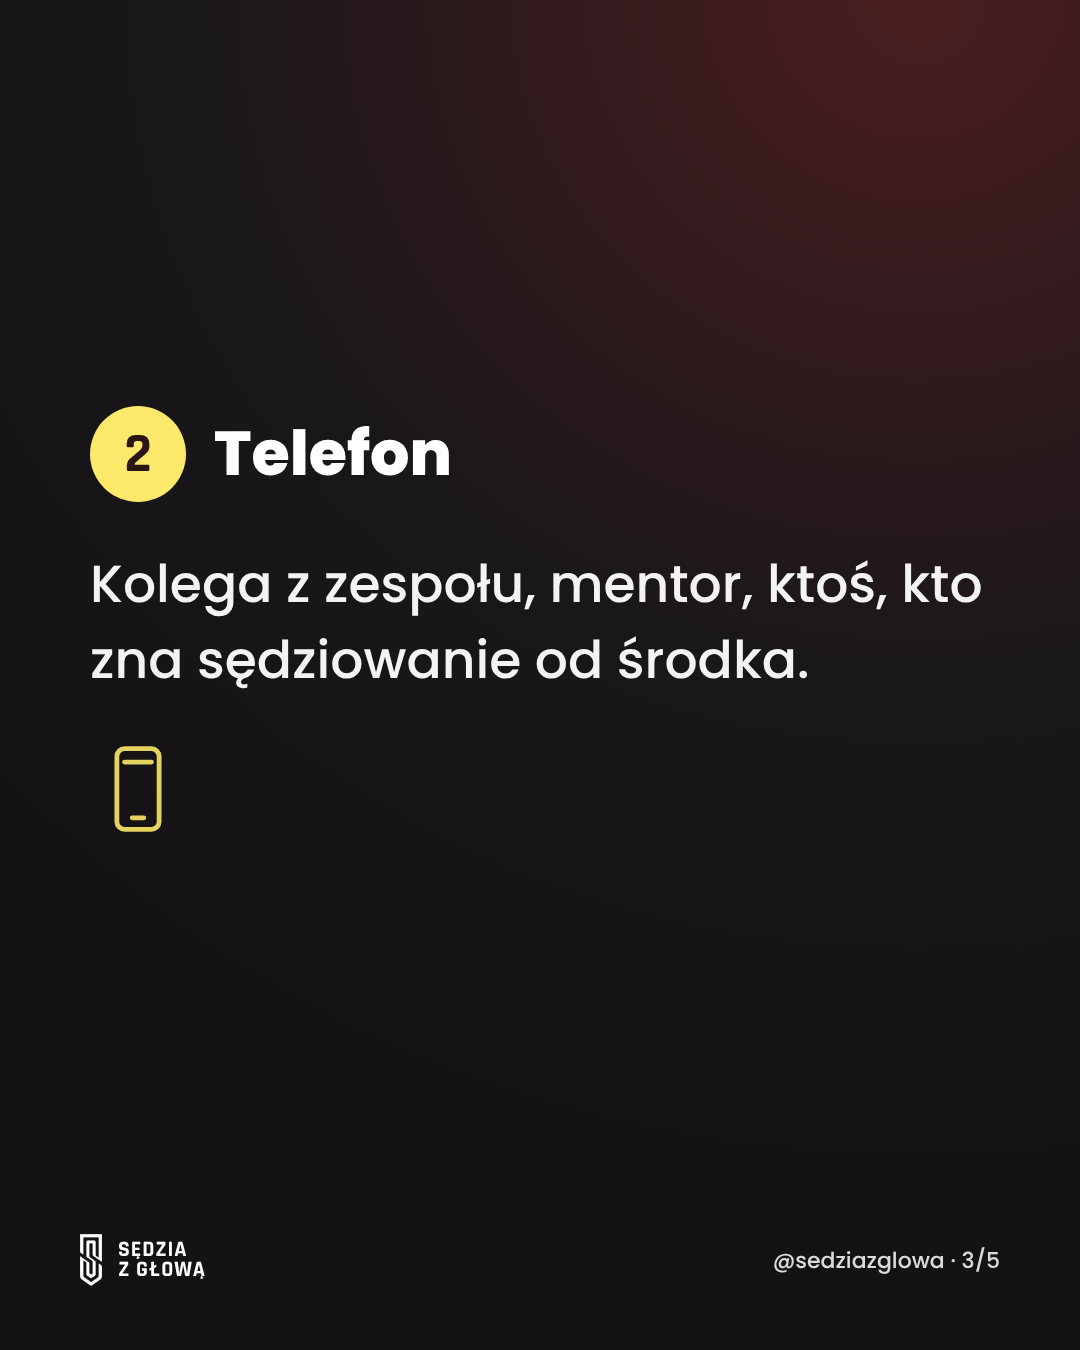 2 Telefon
Kolega z zespołu, mentor, ktoś, kto
zna sędziowanie od środka.
SĘDZIA
Z GŁOWĄ
@sedziazglowa · 3/5